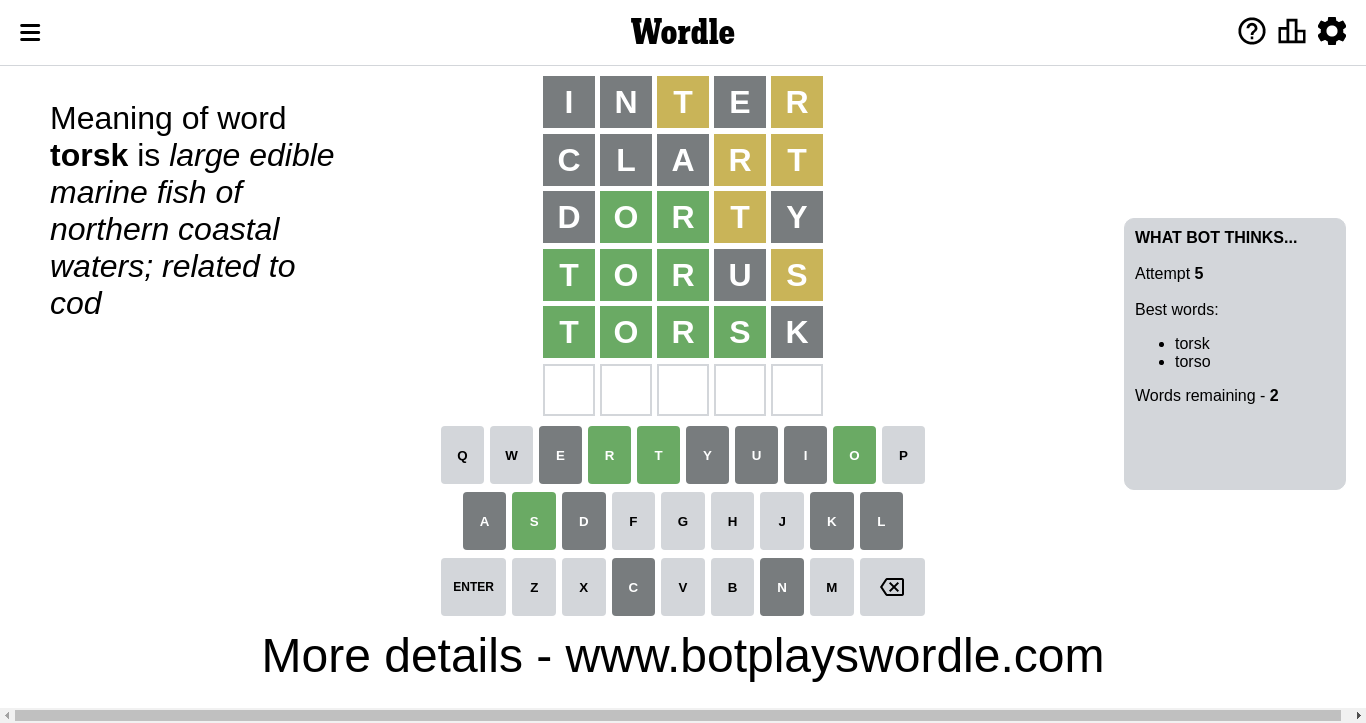 Wordle
Meaning of word
torsk is large edible
marine fish of
northern coastal
waters; related to
cod
I N T E R
C L A R T
D O R T Y
T O R U S
T O R S K
WHAT BOT THINKS...
Attempt 5
Best words:
torsk
torso
Words remaining - 2
Q W E R T Y U I O P
A S D F G H J K L
ENTER Z X C V B N M
More details - www.botplayswordle.com